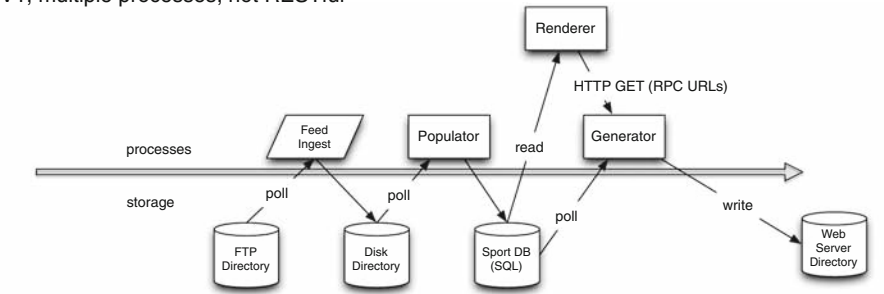 V1, multiple processes, not RESTful
Renderer
HTTP GET (RPC URLs)
Feed
Ingest
Populator
Generator
read
processes
storage
poll
poll
poll
write
FTP
Directory
Disk
Directory
Sport DB
(SQL)
Web
Server
Directory